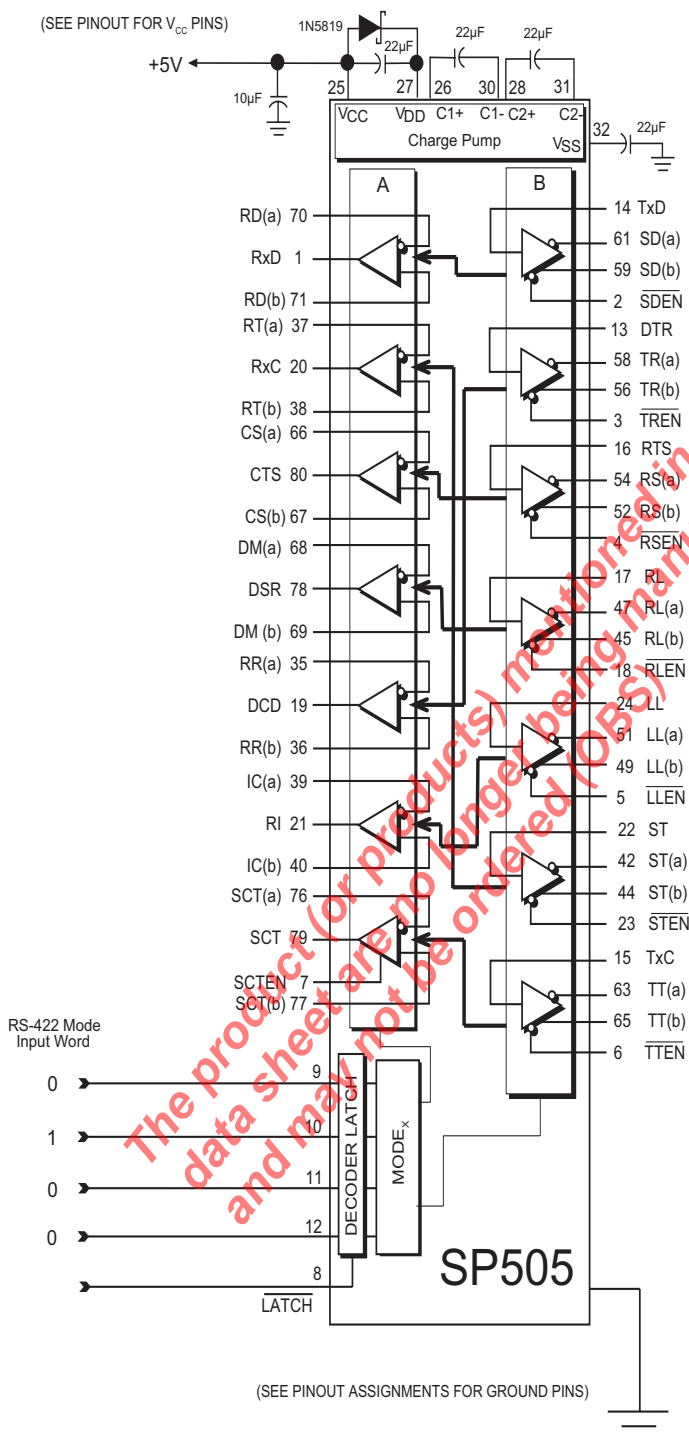 (SEE PINOUT FOR VCC PINS)
1N5819
22µF
22µF
22µF
+5V
10µF
25
27
26
30
28
31
VCC
VDD
C1+
C1-
C2+
C2-
Charge Pump
VSS
32
22µF
A
B
RD(a) 70
RxD 1
RD(b) 71
RT(a) 37
RxC 20
RT(b) 38
CS(a) 66
CTS 80
CS(b) 67
DM(a) 68
DSR 78
DM (b) 69
RR(a) 35
DCD 19
RR(b) 36
IC(a) 39
RI 21
IC(b) 40
SCT(a) 76
SCT 79
SCTEN 7
SCT(b) 77
14 TxD
61 SD(a)
59 SD(b)
2 SDEN
13 DTR
58 TR(a)
56 TR(b)
3 TREN
16 RTS
54 RS(a)
52 RS(b)
4 RSEN
17 RL
47 RL(a)
45 RL(b)
18 RLEN
24 LL
51 LL(a)
49 LL(b)
5 LLEN
22 ST
42 ST(a)
44 ST(b)
23 STEN
15 TxC
63 TT(a)
65 TT(b)
6 TTEN
RS-422 Mode
Input Word
0 9
1 10
0 11
0 12
8
LATCH
DECODER LATCH
MODEx
SP505
(SEE PINOUT ASSIGNMENTS FOR GROUND PINS)
The product (or products) mentioned in
data sheet are no longer being
and may not be ordered (OBS)